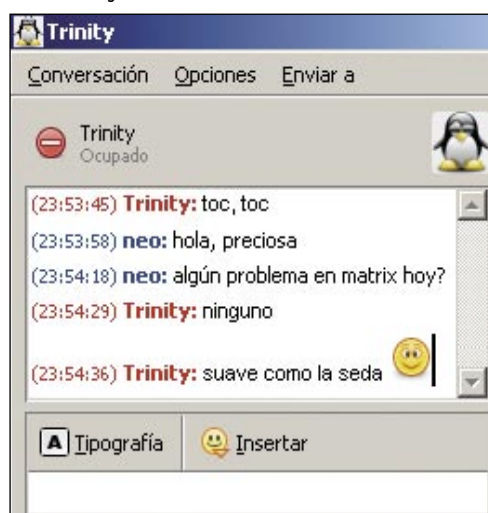 Trinity
Conversación Opciones Enviar a
Trinity
Ocupado
(23:53:45) Trinity: toc, toc
(23:53:58) neo: hola, preciosa
(23:54:18) neo: algún problema en matrix hoy?
(23:54:29) Trinity: ninguno
(23:54:36) Trinity: suave como la seda
A Tipografía Insertar